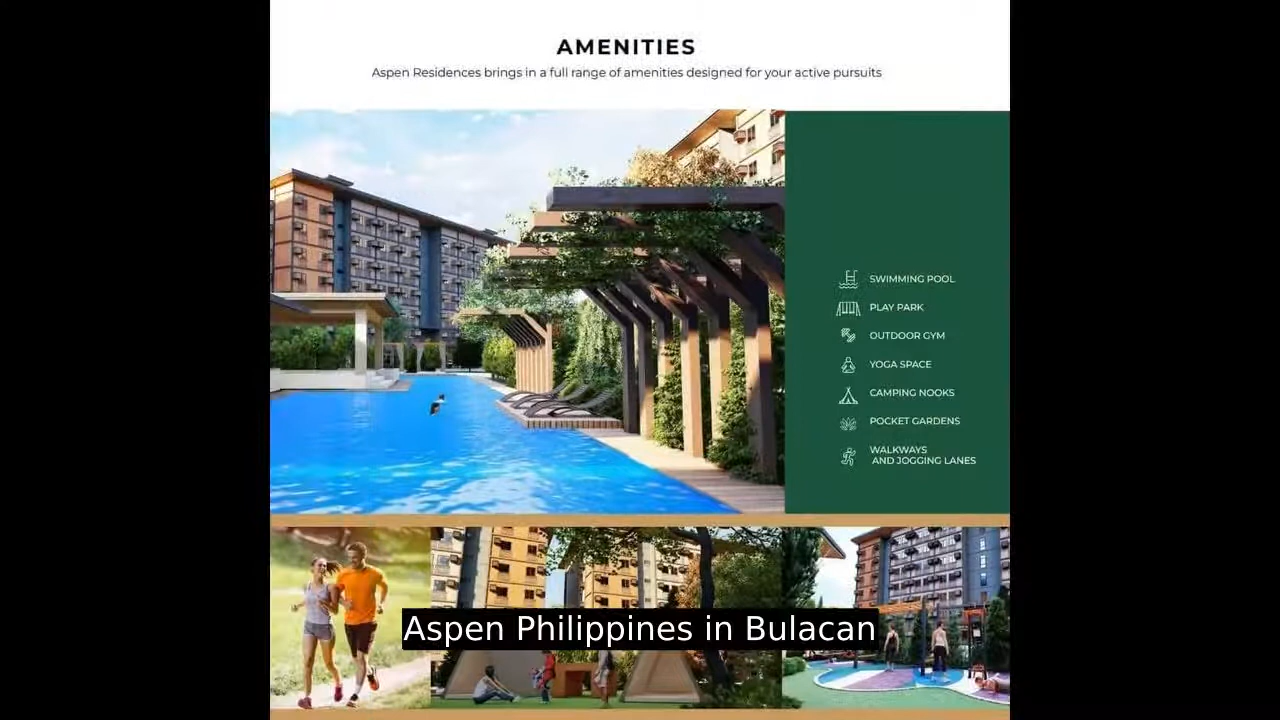 AMENITIES
Aspen Residences brings in a full range of amenities designed for your active pursuits
SWIMMING POOL
PLAY PARK
OUTDOOR GYM
YOGA SPACE
CAMPING NOOKS
POCKET GARDENS
WALKWAYS
AND JOGGING LANES
Aspen Philippines in Bulacan